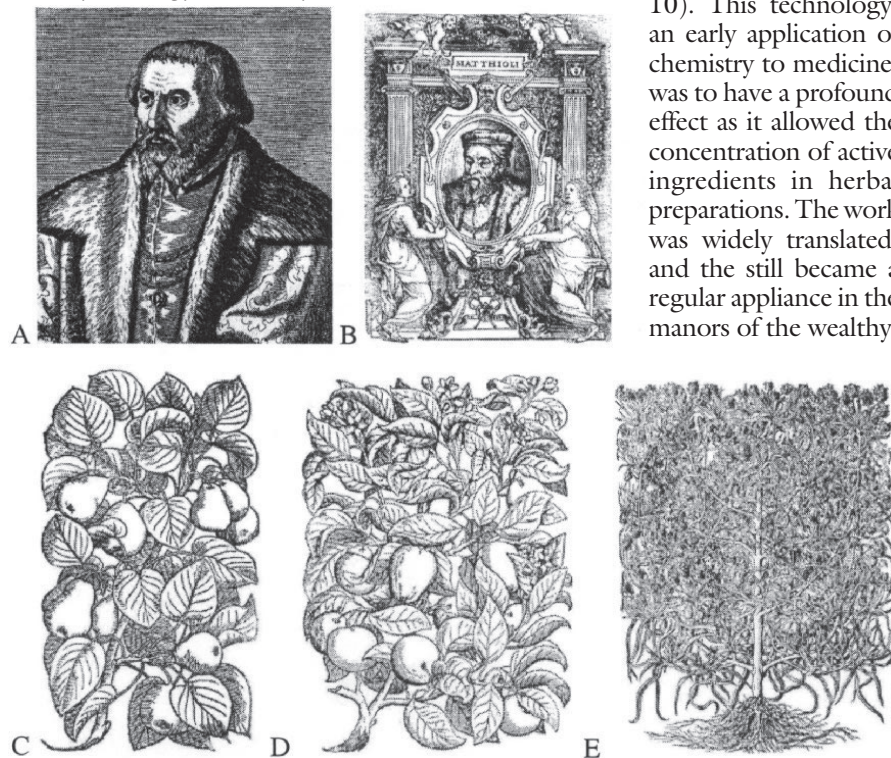 10). This technology
an early application o
chemistry to medicine
was to have a profound
effect as it allowed the
concentration of active
ingredients in herba
preparations. The worl
was widely translated
and the still became a
regular appliance in the
manors of the wealthy
MATTHIOLI
A
B
C
D
E